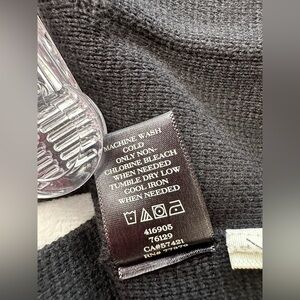 MACHINE WASH
COLD
ONLY NON-
CHLORINE BLEACH
WHEN NEEDED
TUMBLE DRY LOW
COOL IRON
WHEN NEEDED
416905
76129
CA#57421